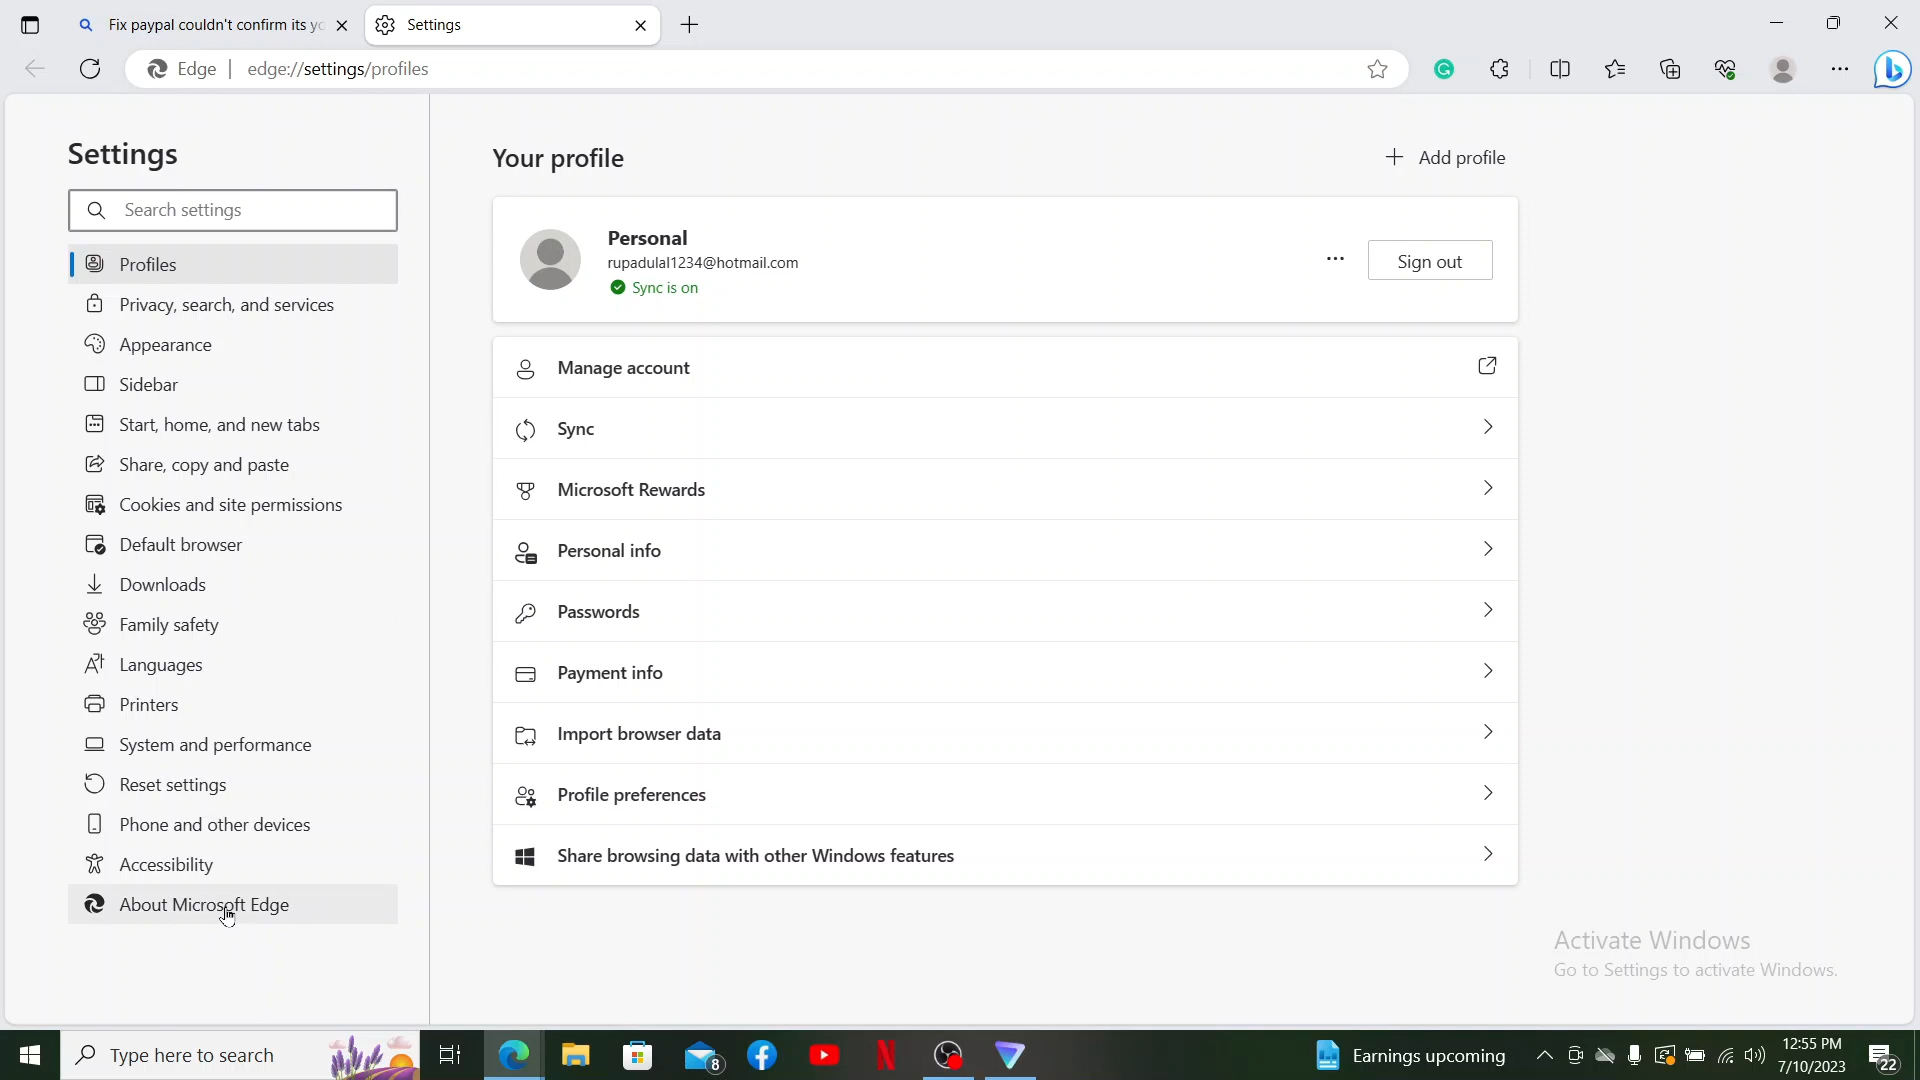 Fix paypal couldn't confirm its yo
Settings
Edge
edge://settings/profiles
Settings
Search settings
Profiles
Privacy, search, and services
Appearance
Sidebar
Start, home, and new tabs
Share, copy and paste
Cookies and site permissions
Default browser
Downloads
Family safety
Languages
Printers
System and performance
Reset settings
Phone and other devices
Accessibility
About Microsoft Edge
Your profile
Add profile
Personal
rupadulal1234@hotmail.com
Sync is on
Sign out
Manage account
Sync
Microsoft Rewards
Personal info
Passwords
Payment info
Import browser data
Profile preferences
Share browsing data with other Windows features
Activate Windows
Go to Settings to activate Windows.
Type here to search
8
Earnings upcoming
12:55 PM
7/10/2023
22